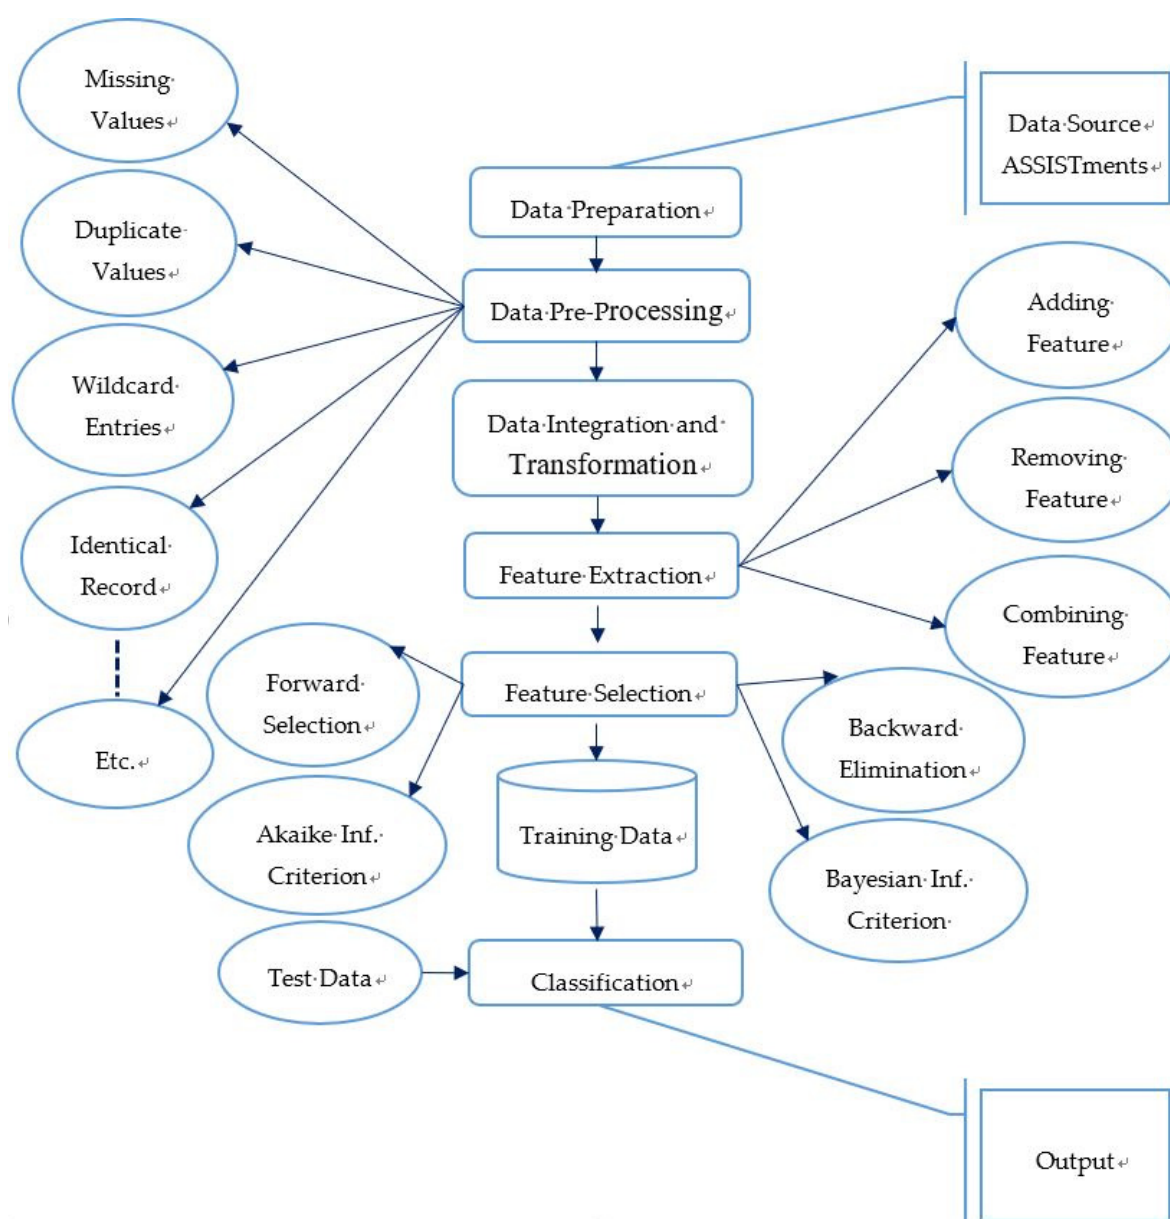 Missing
Values
Data Source
ASSISTments
Data Preparation
Duplicate
Values
Data Pre-Processing
Adding
Feature
Wildcard
Entries
Data Integration and
Transformation
Removing
Feature
Identical
Record
Feature Extraction
Combining
Feature
Forward
Selection
Feature Selection
Backward
Elimination
Etc.
Akaike Inf.
Criterion
Training Data
Bayesian Inf.
Criterion
Test Data
Classification
Output